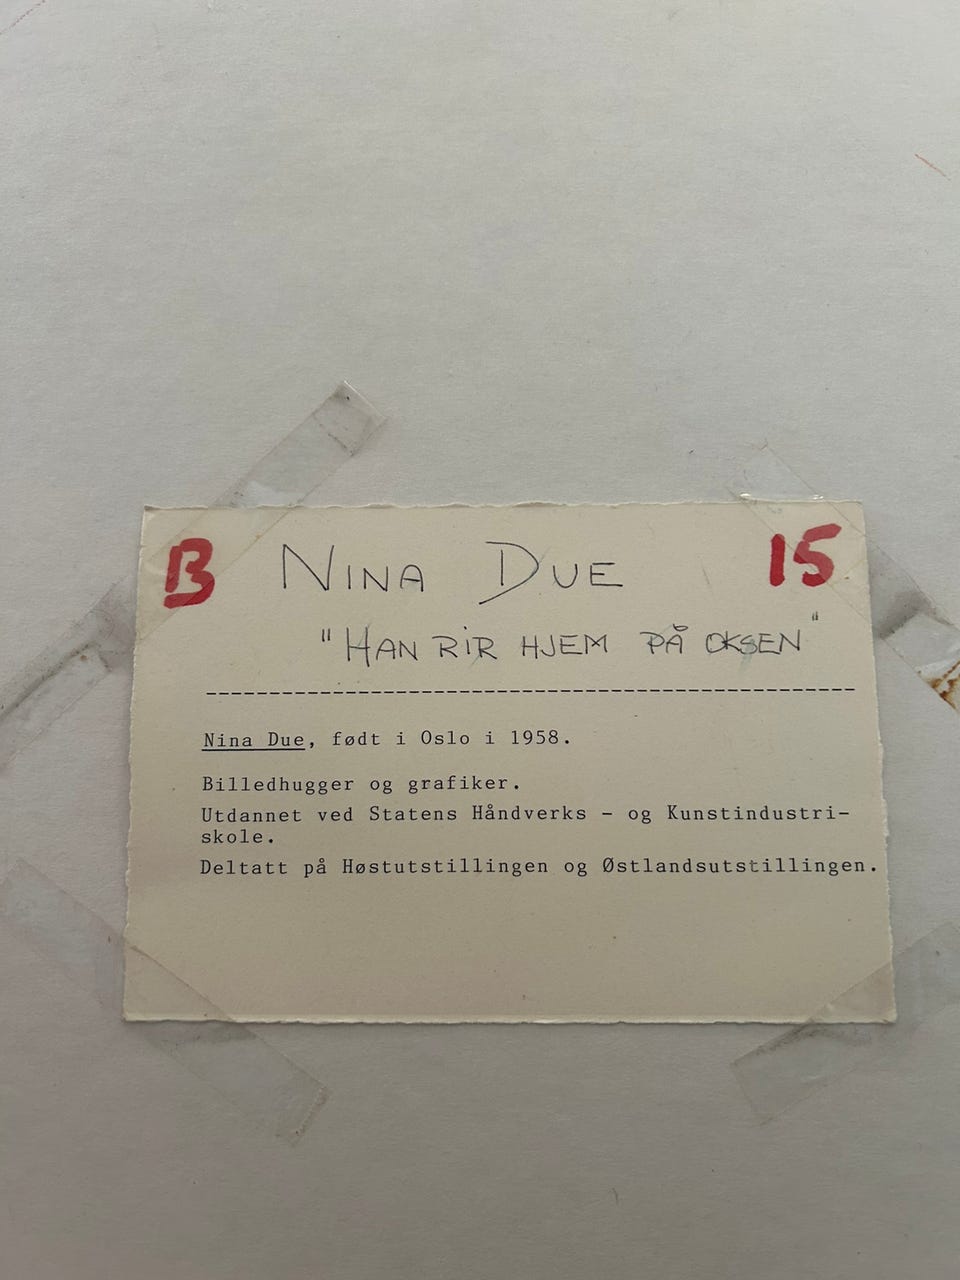 B NINA DUE 15
"HAN RIR HJEM PÅ OKSEN"
Nina Due, født i Oslo i 1958.
Billedhugger og grafiker.
Utdannet ved Statens Håndverks - og Kunstindustri-
skole.
Deltatt på Høstutstillingen og Østlandsutstillingen.